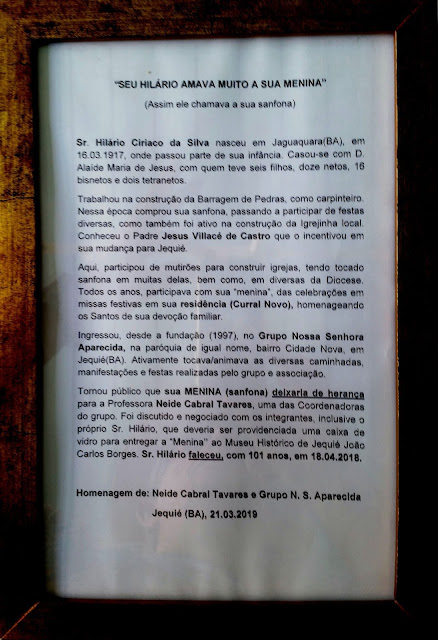 "SEU HILÁRIO AMAVA MUITO A SUA MENINA"
(Assim ele chamava a sua sanfona)
Sr. Hilário Ciriaco da Silva nasceu em Jaguaquara(BA), em
16.03.1917, onde passou parte de sua infância. Casou-se com D.
Alaíde Maria de Jesus, com quem teve seis filhos, doze netos, 16
bisnetos e dois tetranetos.
Trabalhou na construção da Barragem de Pedras, como carpinteiro.
Nessa época comprou sua sanfona, passando a participar de festas
diversas, como também foi ativo na construção da Igrejinha local.
Conheceu o Padre Jesus Villacé de Castro que o incentivou em
sua mudança para Jequié.
Aqui, participou de mutirões para construir igrejas, tendo tocado
sanfona em muitas delas, bem como, em diversas da Diocese.
Todos os anos, participava com sua "menina", das celebrações em
missas festivas em sua residência (Curral Novo), homenageando
os Santos de sua devoção familiar.
Ingressou, desde a fundação (1997), no Grupo Nossa Senhora
Aparecida, na paróquia de igual nome, bairro Cidade Nova, em
Jequié(BA). Ativamente tocava/animava as diversas caminhadas,
manifestações e festas realizadas pelo grupo e associação.
Tornou público que sua MENINA (sanfona) deixaria de herança
para a Professora Neide Cabral Tavares, uma das Coordenadoras
do grupo. Foi discutido e negociado com os integrantes, inclusive o
próprio Sr. Hilário, que deveria ser providenciada uma caixa de
vidro para entregar a "Menina" ao Museu Histórico de Jequié João
Carlos Borges. Sr. Hilário faleceu, com 101 anos, em 18.04.2018.
Homenagem de: Neide Cabral Tavares e Grupo N. S. Aparecida
Jequié (BA), 21.03.2019